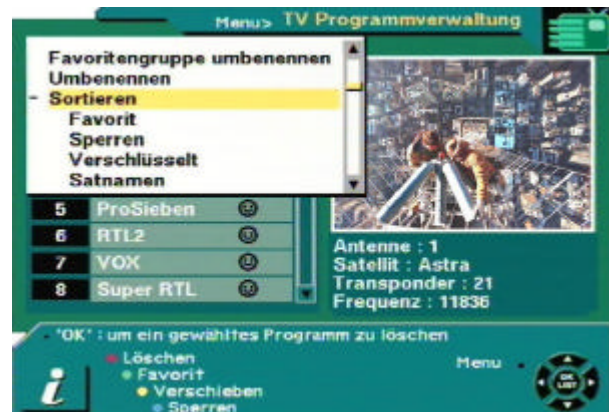 Menu> TV Programmverwaltung
Favoritengruppe umbenennen
Umbenennen
- Sortieren
Favorit
Sperren
Verschlüsselt
Satnamen
5 ProSieben
6 RTL2
7 VOX
8 Super RTL
Antenne : 1
Satellit : Astra
Transponder : 21
Frequenz : 11836
'OK' : um ein gewähltes Programm zu löschen
Löschen
Favorit
Verschieben
Sperren
Menu
i
OK
LIST